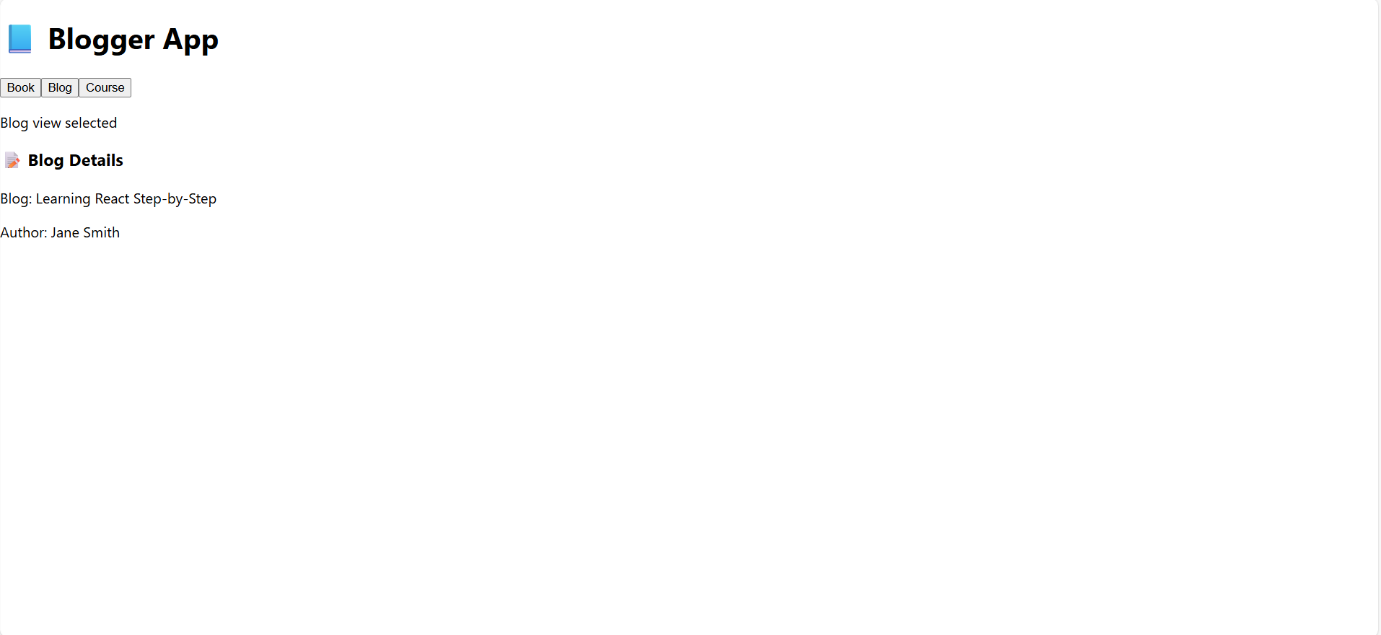 📘 Blogger App
Book Blog Course
Blog view selected
📝 Blog Details
Blog: Learning React Step-by-Step
Author: Jane Smith